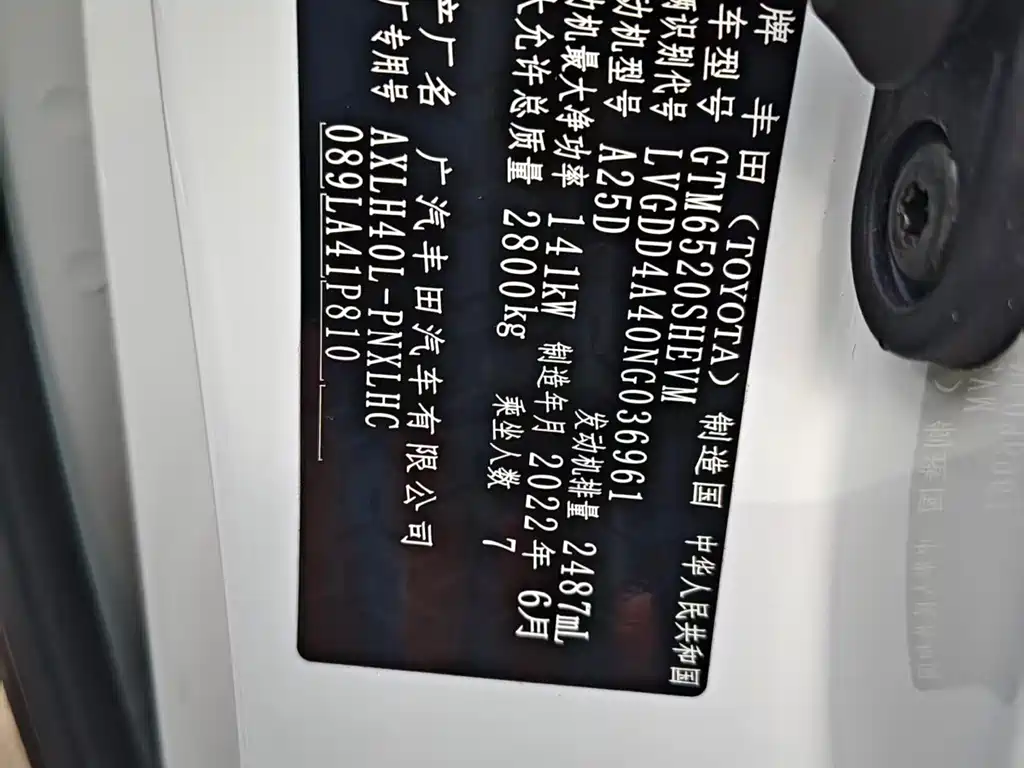 牌 丰田（TOYOTA） 制造国 中华人民共和国
车型号 GTM6520SHEVM
辆识别代号 LVGDD4A40NG036961
动机型号 A25D 发动机排量 2487mL
动机最大净功率 141kW 制造年月 2022年 6月
大允许总质量 2800kg 乘坐人数 7
产厂名 广汽丰田汽车有限公司
厂专用号 AXLH40L-PNXLHC
089LA41P810